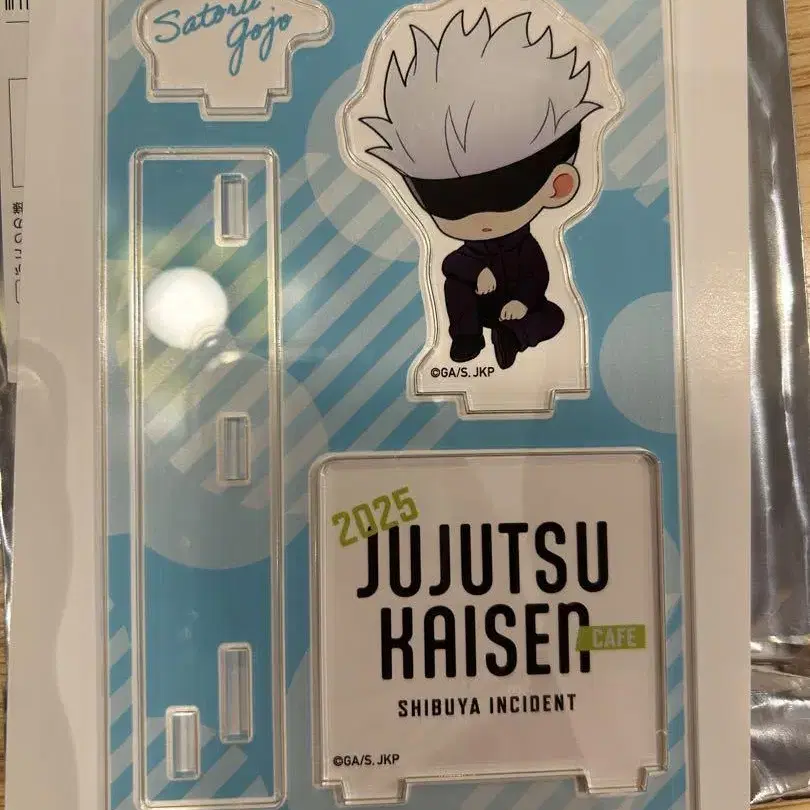 Satoru
Gojo
©GA/S. JKP
2025
JUJUTSU
KAISEN
CAFE
SHIBUYA INCIDENT
©GA/S. JKP